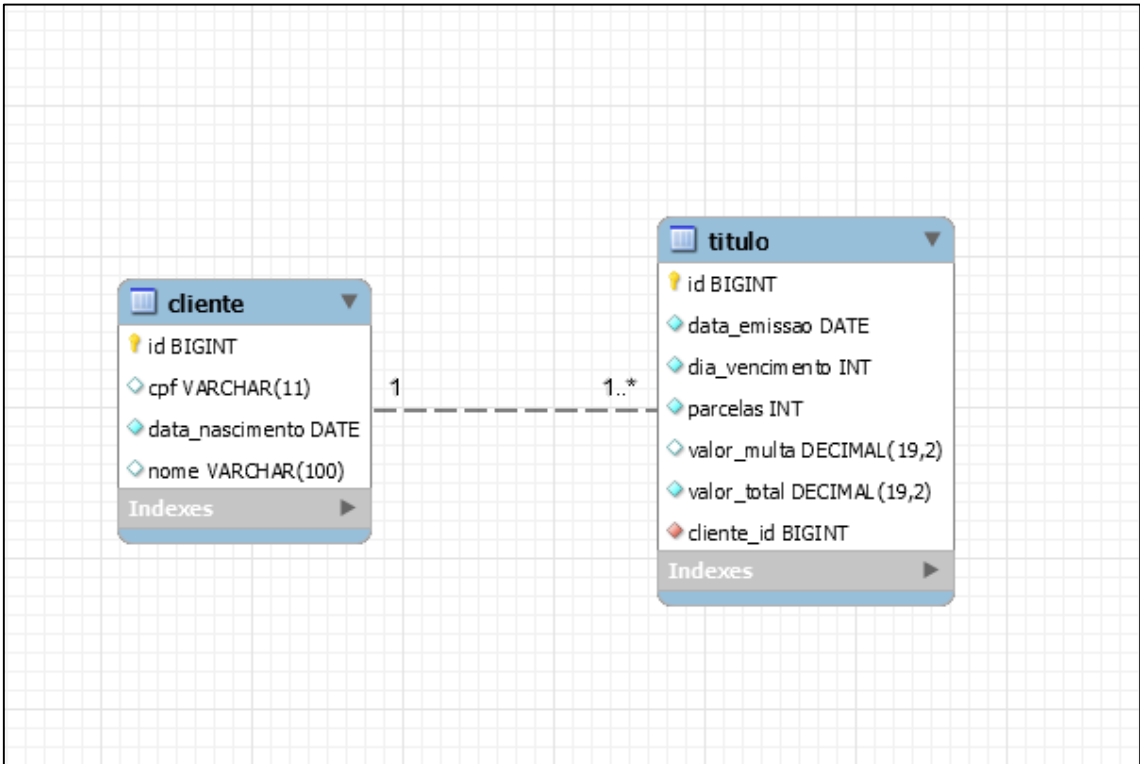 cliente
id BIGINT
cpf VARCHAR(11)
data_nascimento DATE
nome VARCHAR(100)
Indexes
1
1..*
titulo
id BIGINT
data_emissao DATE
dia_vencimento INT
parcelas INT
valor_multa DECIMAL(19,2)
valor_total DECIMAL(19,2)
cliente_id BIGINT
Indexes